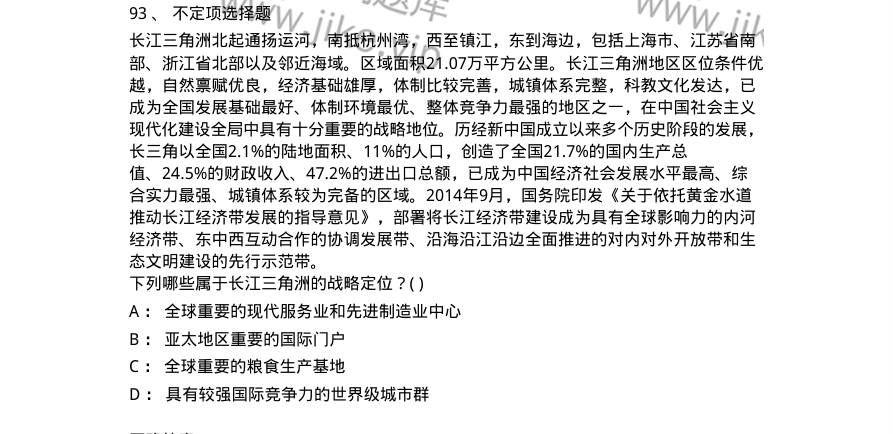 www.jike.vip
题库
www.jik
93 、 不定项选择题
长江三角洲北起通扬运河，南抵杭州湾，西至镇江，东到海边，包括上海市、江苏省南
部、浙江省北部以及邻近海域。区域面积21.07万平方公里。长江三角洲地区区位条件优
越，自然禀赋优良，经济基础雄厚，体制比较完善，城镇体系完整，科教文化发达，已
成为全国发展基础最好、体制环境最优、整体竞争力最强的地区之一，在中国社会主义
现代化建设全局中具有十分重要的战略地位。历经新中国成立以来多个历史阶段的发展，
长三角以全国2.1%的陆地面积、11%的人口，创造了全国21.7%的国内生产总
值、24.5%的财政收入、47.2%的进出口总额，已成为中国经济社会发展水平最高、综
合实力最强、城镇体系较为完备的区域。2014年9月，国务院印发《关于依托黄金水道
推动长江经济带发展的指导意见》，部署将长江经济带建设成为具有全球影响力的内河
经济带、东中西互动合作的协调发展带、沿海沿江沿边全面推进的对内对外开放带和生
态文明建设的先行示范带。
下列哪些属于长江三角洲的战略定位？( )
A ： 全球重要的现代服务业和先进制造业中心
B ： 亚太地区重要的国际门户
C ： 全球重要的粮食生产基地
D ： 具有较强国际竞争力的世界级城市群